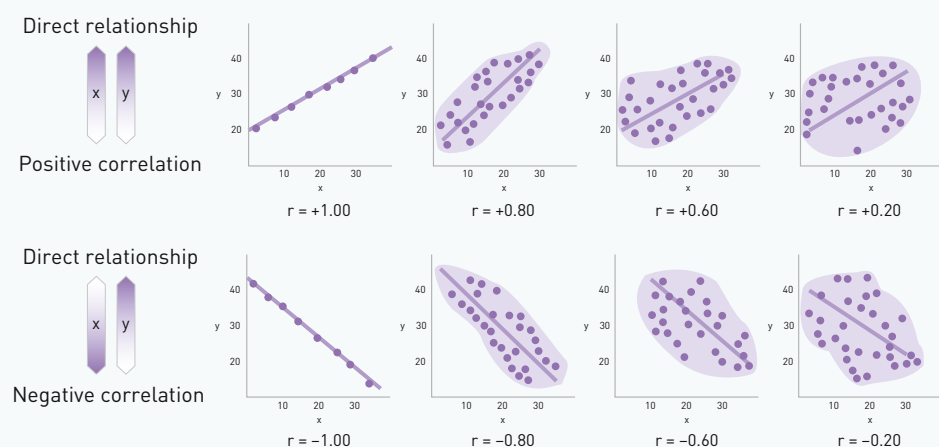 Direct relationship
x y
Positive correlation
y
40
30
20
10 20 30
x
r = +1.00
y
40
30
20
10 20 30
x
r = +0.80
y
40
30
20
10 20 30
x
r = +0.60
y
40
30
20
10 20 30
x
r = +0.20
Direct relationship
x y
Negative correlation
y
40
30
20
10 20 30
x
r = −1.00
y
40
30
20
10 20 30
x
r = −0.80
y
40
30
20
10 20 30
x
r = −0.60
y
40
30
20
10 20 30
x
r = −0.20